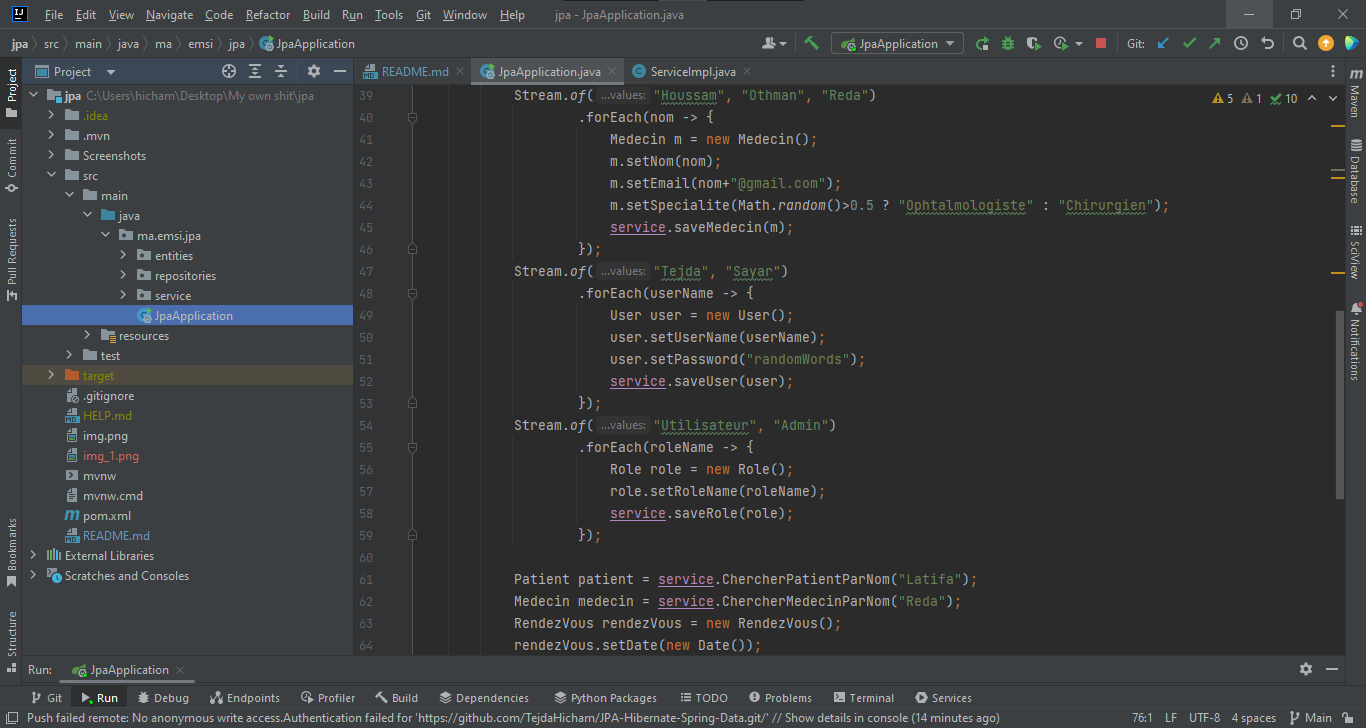 File Edit View Navigate Code Refactor Build Run Tools Git Window Help jpa - JpaApplication.java
jpa src main java ma emsi jpa JpaApplication JpaApplication Git:
Project README.md JpaApplication.java ServiceImpl.java
jpa C:\Users\hicham\Desktop\My own shit\jpa
.idea
.mvn
Screenshots
src
main
java
ma.emsi.jpa
entities
repositories
service
JpaApplication
resources
test
target
.gitignore
HELP.md
img.png
img_1.png
mvnw
mvnw.cmd
pom.xml
README.md
External Libraries
Scratches and Consoles
Project
Commit
Pull Requests
Bookmarks
Structure
5 1 10
39 Stream.of( ...values: "Houssam", "Othman", "Reda")
40 .forEach(nom -> {
41 Medecin m = new Medecin();
42 m.setNom(nom);
43 m.setEmail(nom+"@gmail.com");
44 m.setSpecialite(Math.random()>0.5 ? "Ophtalmologiste" : "Chirurgien");
45 service.saveMedecin(m);
46 });
47 Stream.of( ...values: "Tejda", "Sayar")
48 .forEach(userName -> {
49 User user = new User();
50 user.setUserName(userName);
51 user.setPassword("randomWords");
52 service.saveUser(user);
53 });
54 Stream.of( ...values: "Utilisateur", "Admin")
55 .forEach(roleName -> {
56 Role role = new Role();
57 role.setRoleName(roleName);
58 service.saveRole(role);
59 });
60
61 Patient patient = service.ChercherPatientParNom("Latifa");
62 Medecin medecin = service.ChercherMedecinParNom("Reda");
63 RendezVous rendezVous = new RendezVous();
64 rendezVous.setDate(new Date());
Maven
Database
SciView
Notifications
Run: JpaApplication
Git Run Debug Endpoints Profiler Build Dependencies Python Packages TODO Problems Terminal Services
Push failed remote: No anonymous write access.Authentication failed for 'https://github.com/TejdaHicham/JPA-Hibernate-Spring-Data.git/' // Show details in console (14 minutes ago) 76:1 LF UTF-8 4 spaces Main